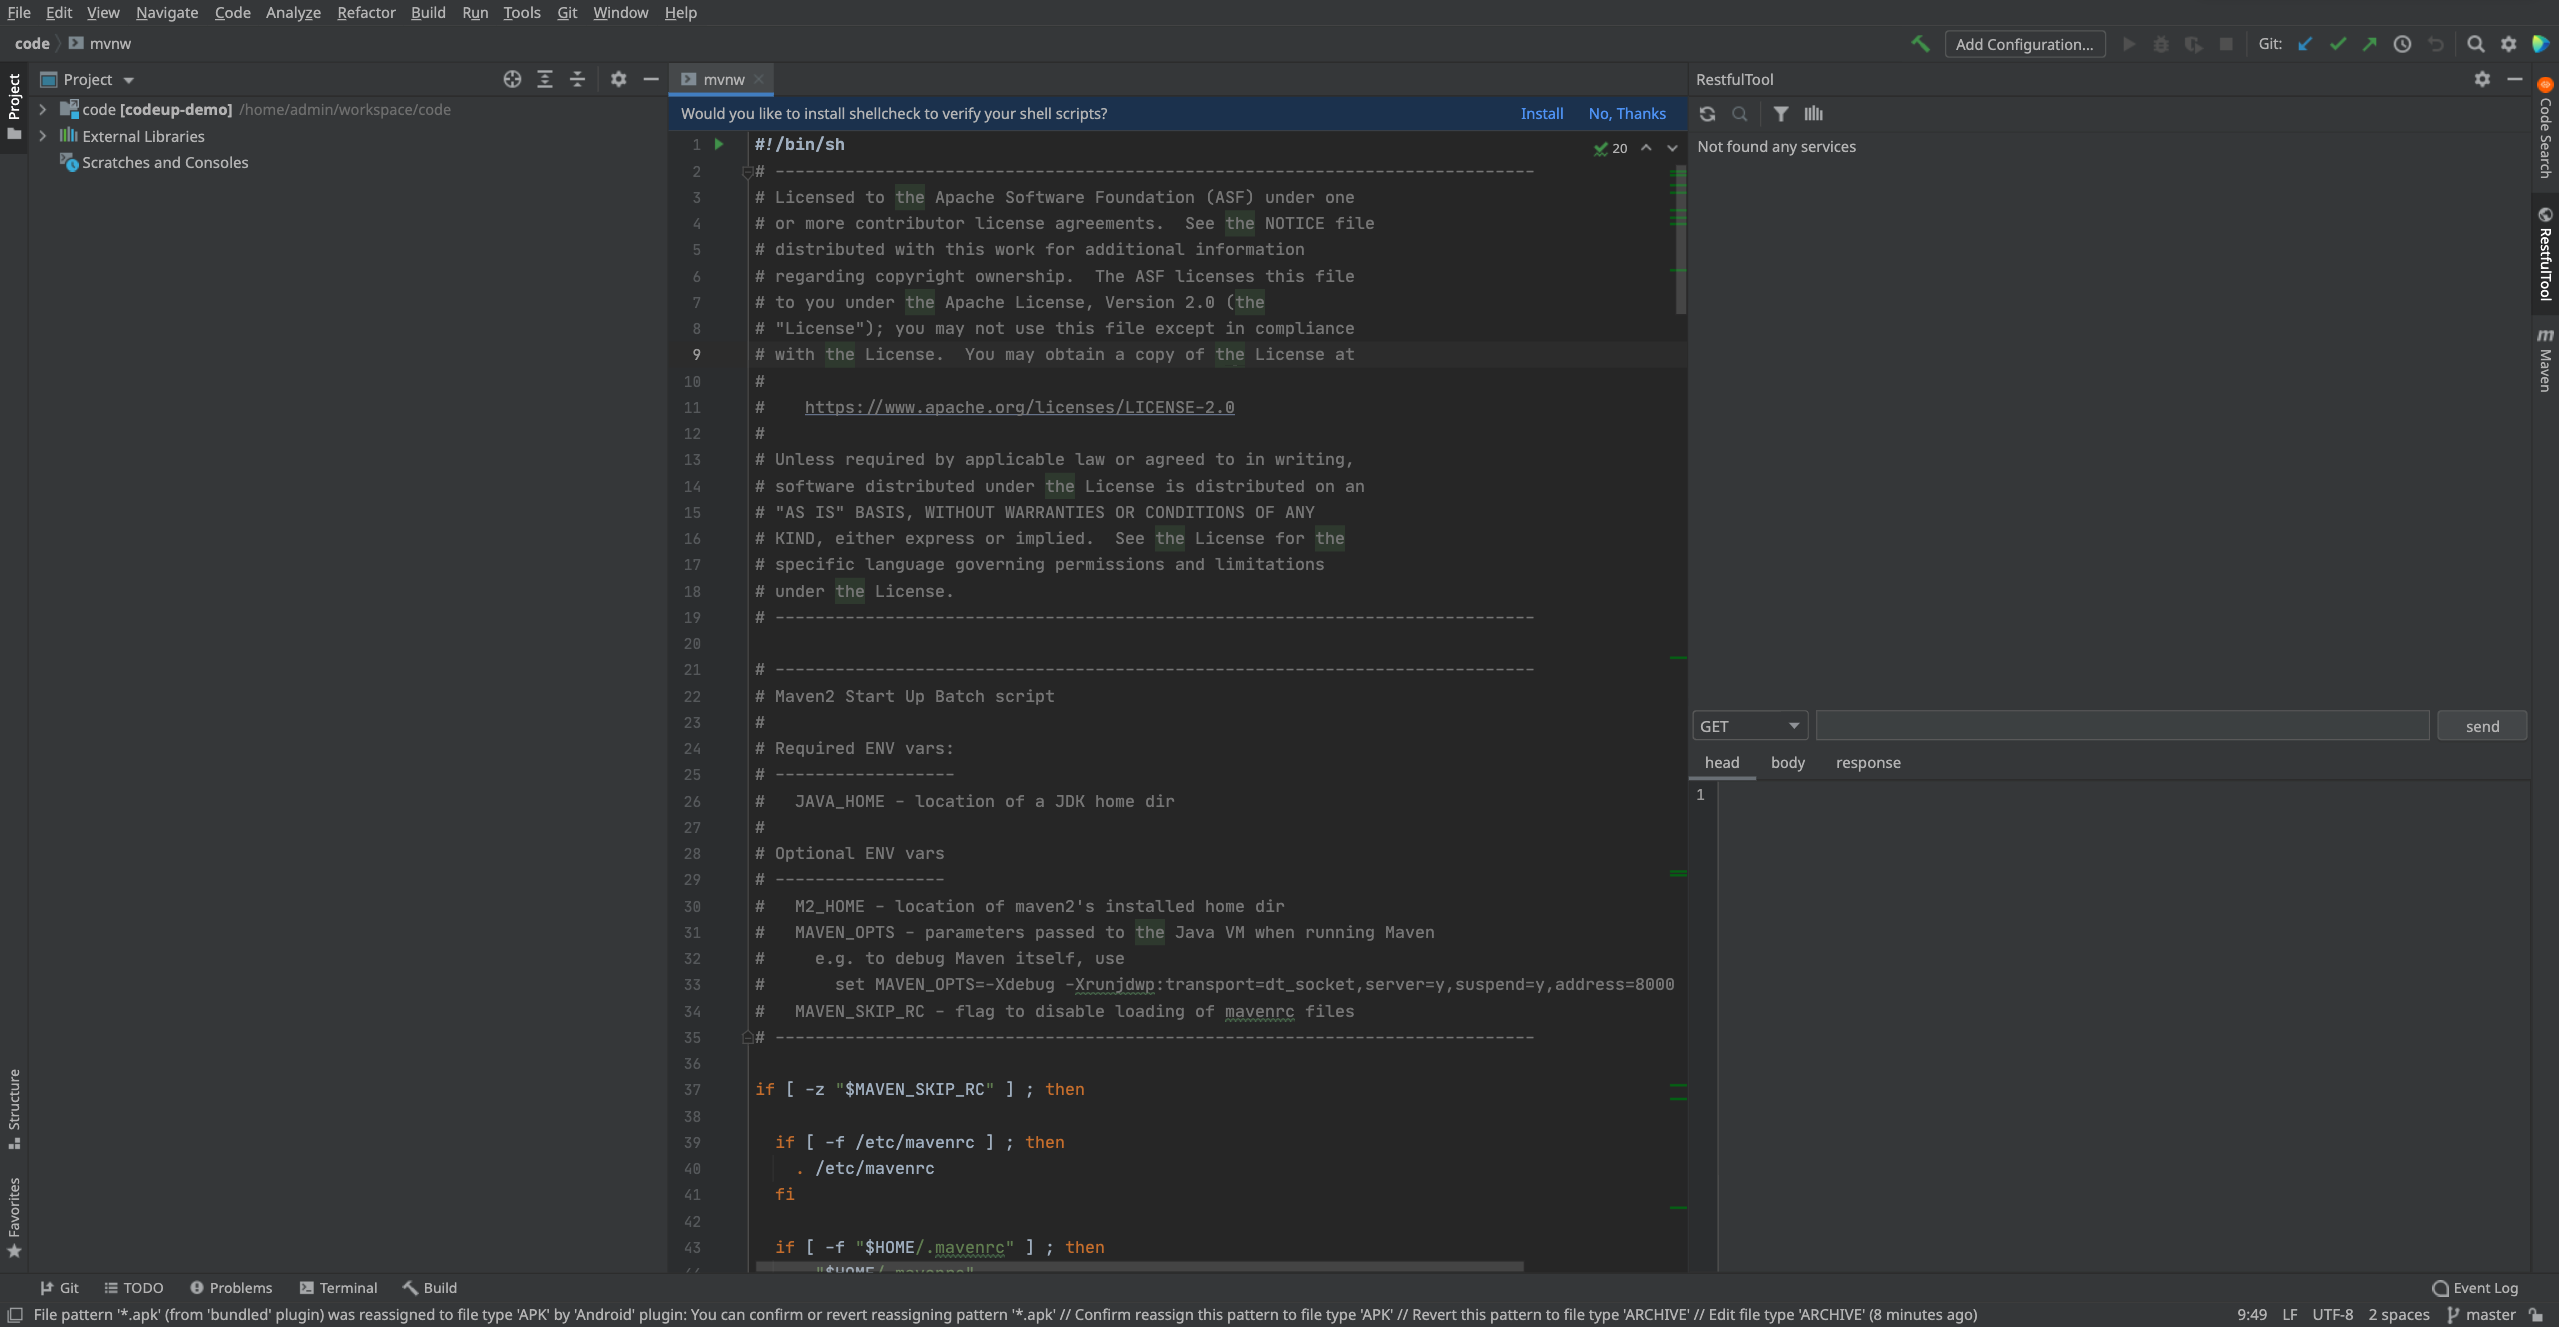 File Edit View Navigate Code Analyze Refactor Build Run Tools Git Window Help
code mvnw
Add Configuration...
Git:
Project
Project
code [codeup-demo] /home/admin/workspace/code
External Libraries
Scratches and Consoles
Structure
Favorites
mvnw
Would you like to install shellcheck to verify your shell scripts? Install No, Thanks
20
1 #!/bin/sh
2 # ----------------------------------------------------------------------------
3 # Licensed to the Apache Software Foundation (ASF) under one
4 # or more contributor license agreements.  See the NOTICE file
5 # distributed with this work for additional information
6 # regarding copyright ownership.  The ASF licenses this file
7 # to you under the Apache License, Version 2.0 (the
8 # "License"); you may not use this file except in compliance
9 # with the License.  You may obtain a copy of the License at
10 #
11 #    https://www.apache.org/licenses/LICENSE-2.0
12 #
13 # Unless required by applicable law or agreed to in writing,
14 # software distributed under the License is distributed on an
15 # "AS IS" BASIS, WITHOUT WARRANTIES OR CONDITIONS OF ANY
16 # KIND, either express or implied.  See the License for the
17 # specific language governing permissions and limitations
18 # under the License.
19 # ----------------------------------------------------------------------------
20
21 # ----------------------------------------------------------------------------
22 # Maven2 Start Up Batch script
23 #
24 # Required ENV vars:
25 # ------------------
26 #   JAVA_HOME - location of a JDK home dir
27 #
28 # Optional ENV vars
29 # -----------------
30 #   M2_HOME - location of maven2's installed home dir
31 #   MAVEN_OPTS - parameters passed to the Java VM when running Maven
32 #     e.g. to debug Maven itself, use
33 #       set MAVEN_OPTS=-Xdebug -Xrunjdwp:transport=dt_socket,server=y,suspend=y,address=8000
34 #   MAVEN_SKIP_RC - flag to disable loading of mavenrc files
35 # ----------------------------------------------------------------------------
36
37 if [ -z "$MAVEN_SKIP_RC" ] ; then
38
39   if [ -f /etc/mavenrc ] ; then
40     . /etc/mavenrc
41   fi
42
43   if [ -f "$HOME/.mavenrc" ] ; then
RestfulTool
Not found any services
GET send
head body response
1
Code Search
RestfulTool
Maven
Git TODO Problems Terminal Build Event Log
File pattern '*.apk' (from 'bundled' plugin) was reassigned to file type 'APK' by 'Android' plugin: You can confirm or revert reassigning pattern '*.apk' // Confirm reassign this pattern to file type 'APK' // Revert this pattern to file type 'ARCHIVE' // Edit file type 'ARCHIVE' (8 minutes ago) 9:49 LF UTF-8 2 spaces master